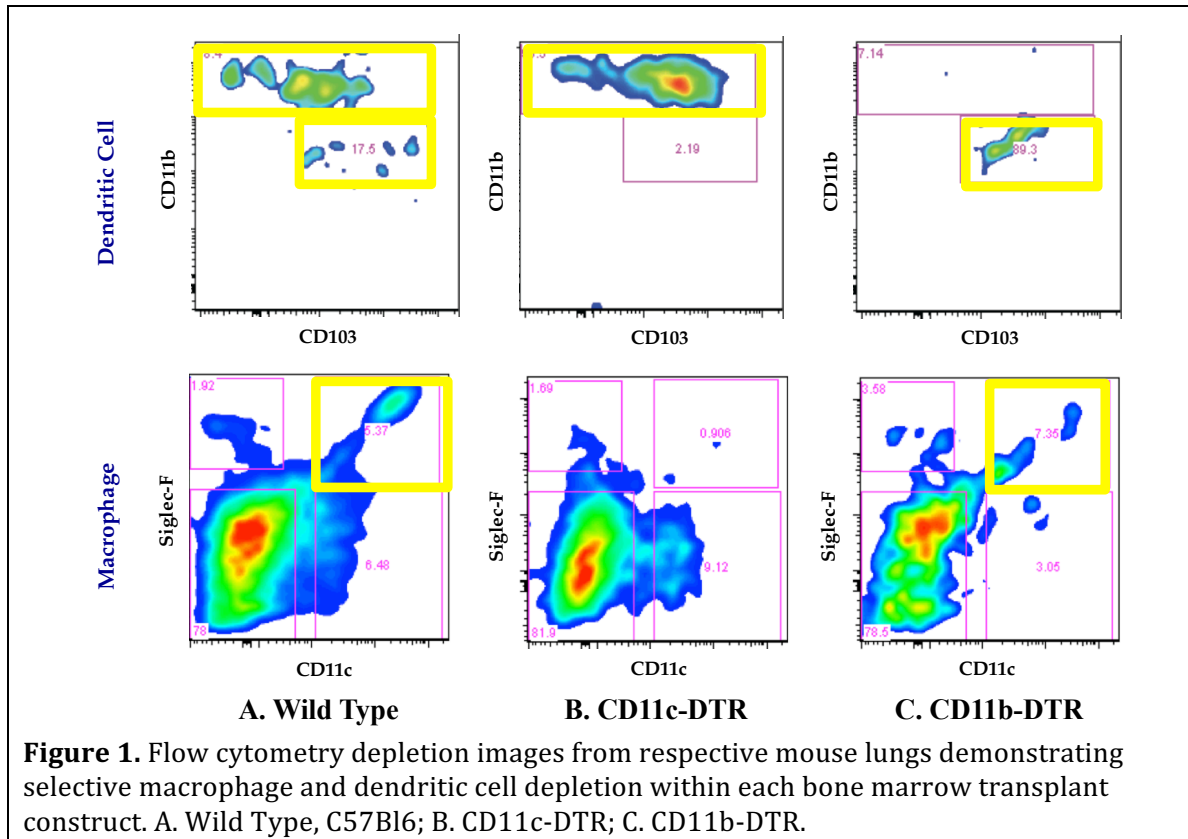 8.4
17.5
CD11b
CD103
Dendritic Cell
2.19
CD11b
CD103
7.14
89.3
CD11b
CD103
1.92
5.37
6.48
78
Siglec-F
CD11c
Macrophage
1.69
0.906
9.12
81.9
Siglec-F
CD11c
3.58
7.35
3.05
78.5
Siglec-F
CD11c
A. Wild Type
B. CD11c-DTR
C. CD11b-DTR
Figure 1. Flow cytometry depletion images from respective mouse lungs demonstrating
selective macrophage and dendritic cell depletion within each bone marrow transplant
construct. A. Wild Type, C57Bl6; B. CD11c-DTR; C. CD11b-DTR.